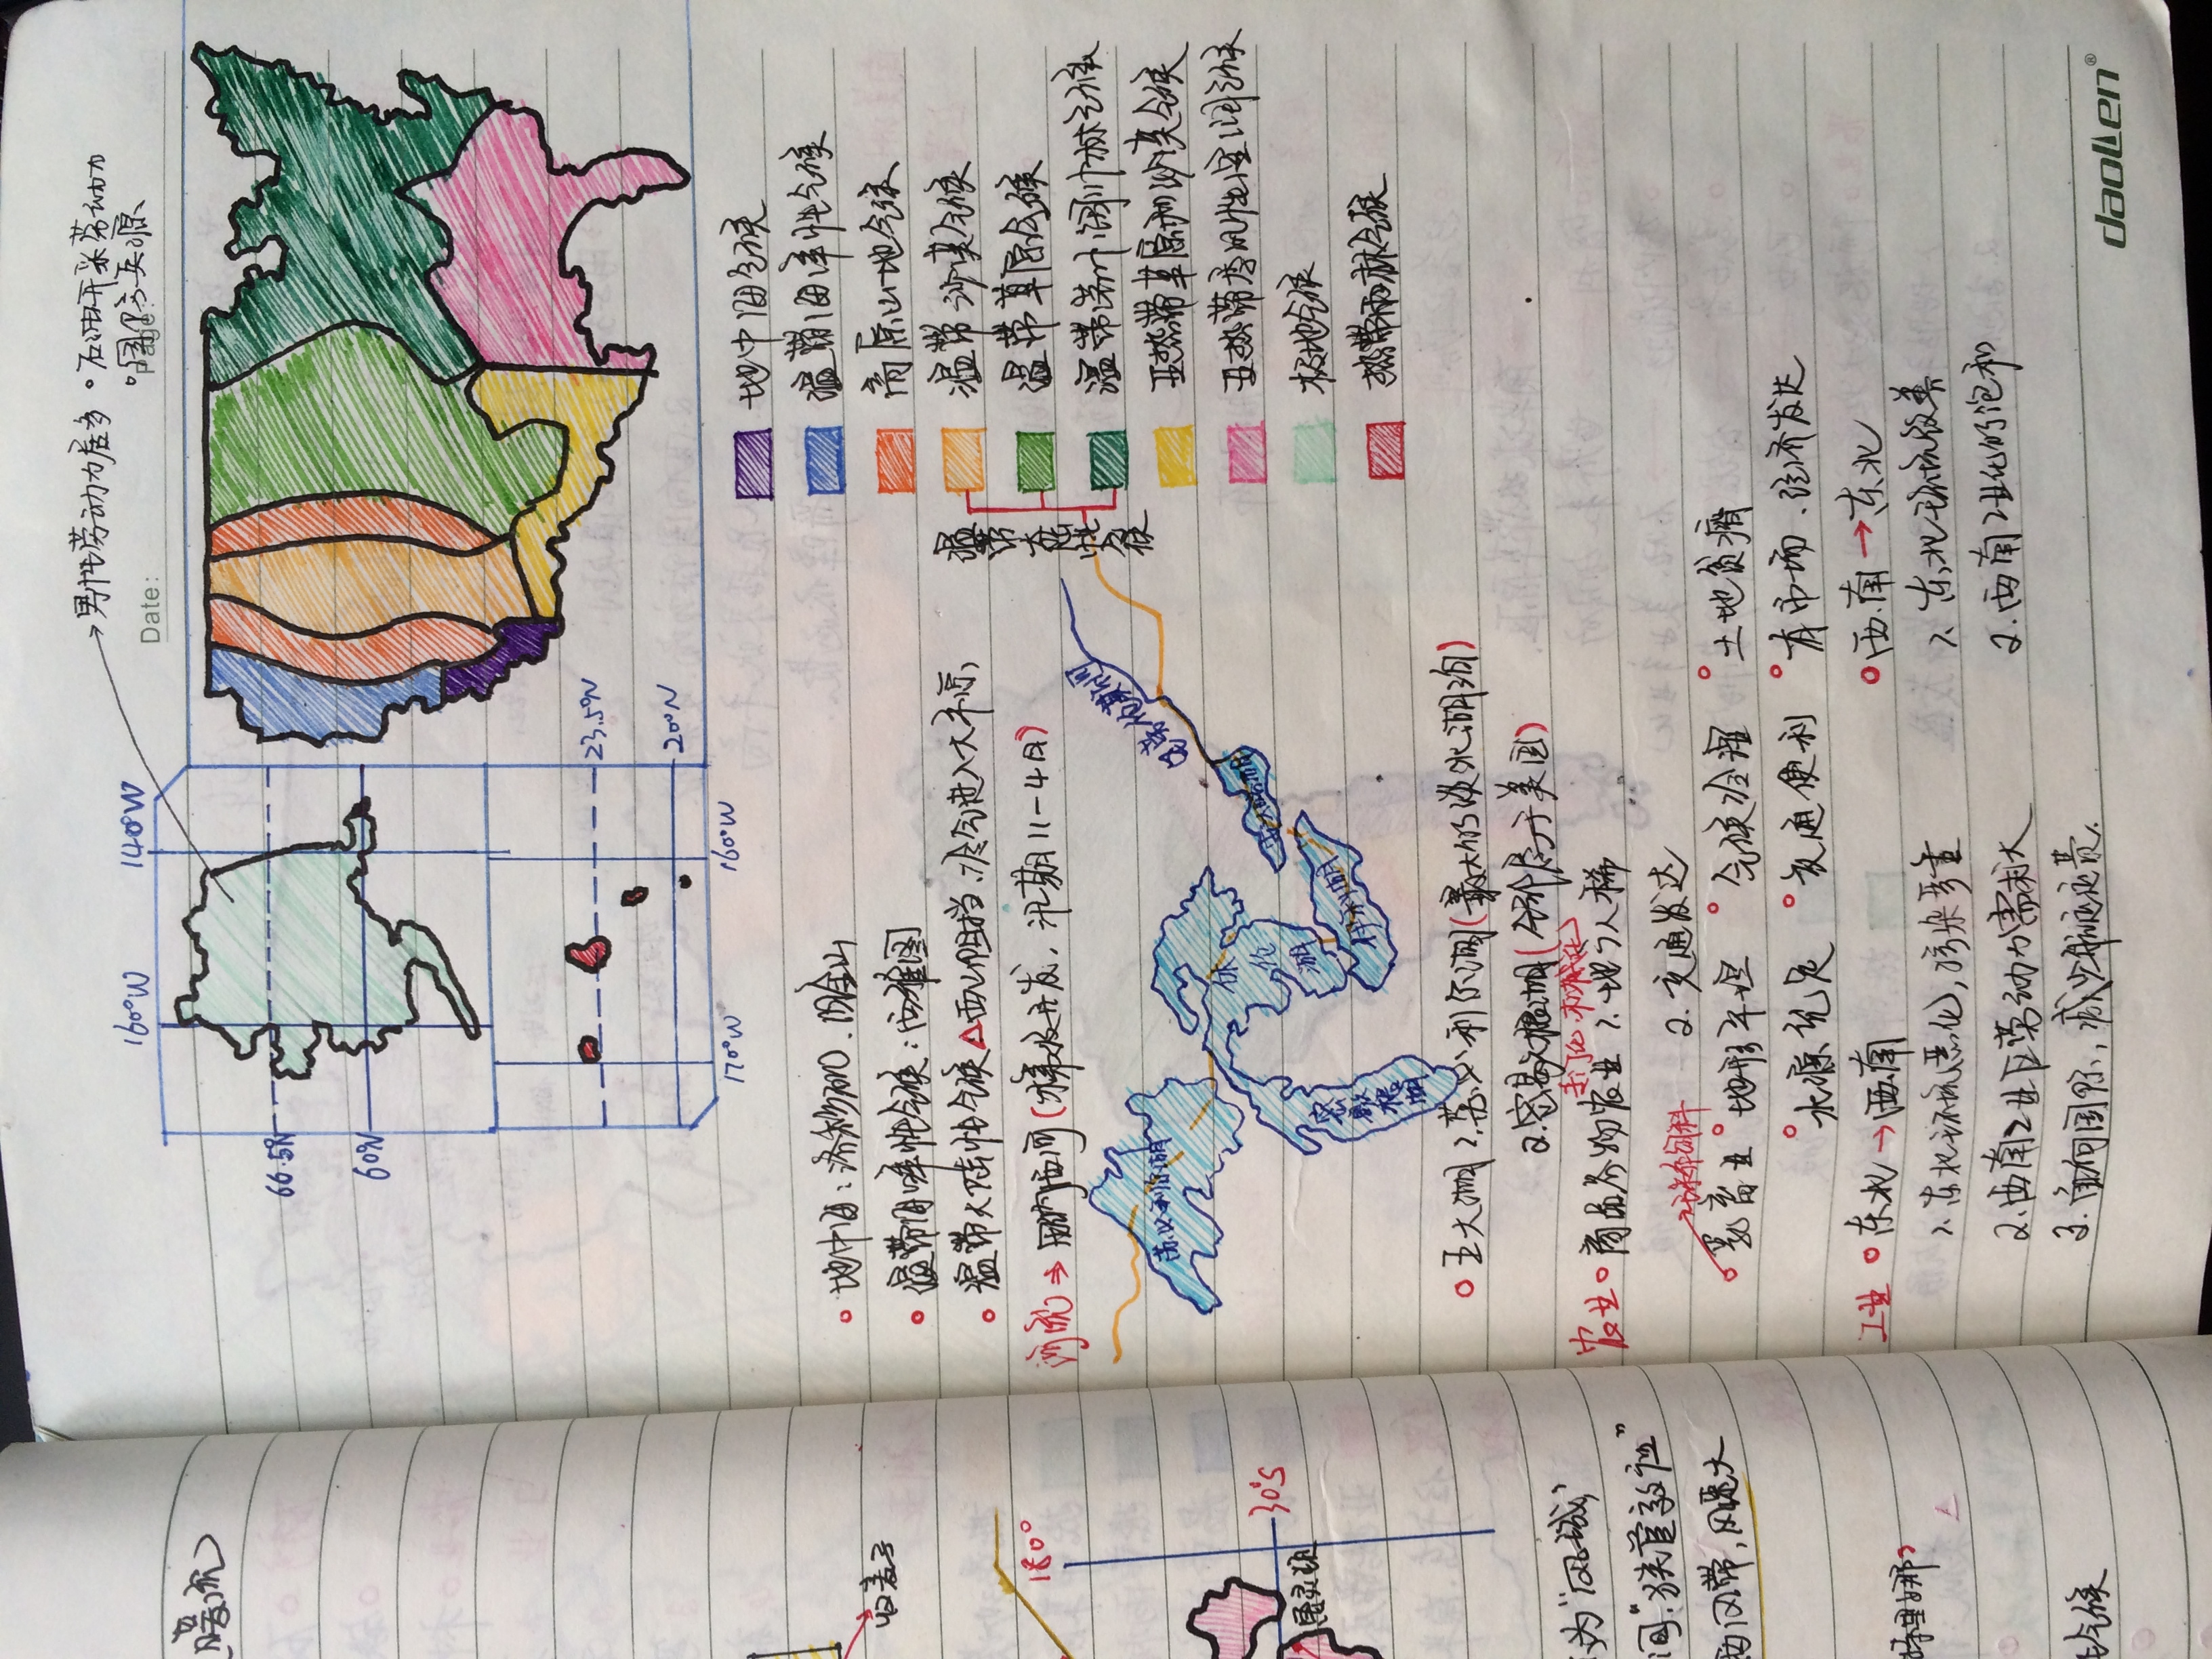 暖流
收麦子
180°
30°S
为“风城”
间“狭管效应”
西风带，风速大
气候
男性劳动力居多 ∘石油开采劳动力
∘国防兵源
Date:
Page:
160°W 140°W
66.5°N
60°N
23.5°N
20°N
170°W 160°W
地中海气候
温带海洋性气候
高原山地气候
温带沙漠气候
温带草原气候
温带落叶阔叶林气候
温带大陆性气候
亚热带草原和沙漠气候
亚热带季风性湿润气候
极地气候
热带雨林气候
∘ 地中海：洛杉矶、旧金山
∘ 温带海洋性气候：西雅图
∘ 温带大陆性气候△西山阻挡，冷气进入大平原，
河流⇒ 田纳西河（梯级开发，汛期11-4月）
苏必利尔湖
休伦湖
密歇根湖
伊利湖
安大略湖
圣劳伦斯河
∘ 五大湖 1.苏必利尔湖（最大的淡水湖泊）
2.密歇根湖（全部属于美国）
专门化、机械化
农业∘ 商品谷物农业 1.地广人稀
2.交通发达
∘ 乳畜业 ∘地形平坦 ∘气候冷湿 ∘土地贫瘠
∘水源充足 ∘交通便利 ∘有市场、经济发达
工业 ∘东北→西南 ∘西南→东北
1.东北环境恶化，污染严重 1.东北环境改善
2.西南工业区劳动力需求大 2.西南工业化的饱和
3.面向国际，减少航运运费.
daolen®